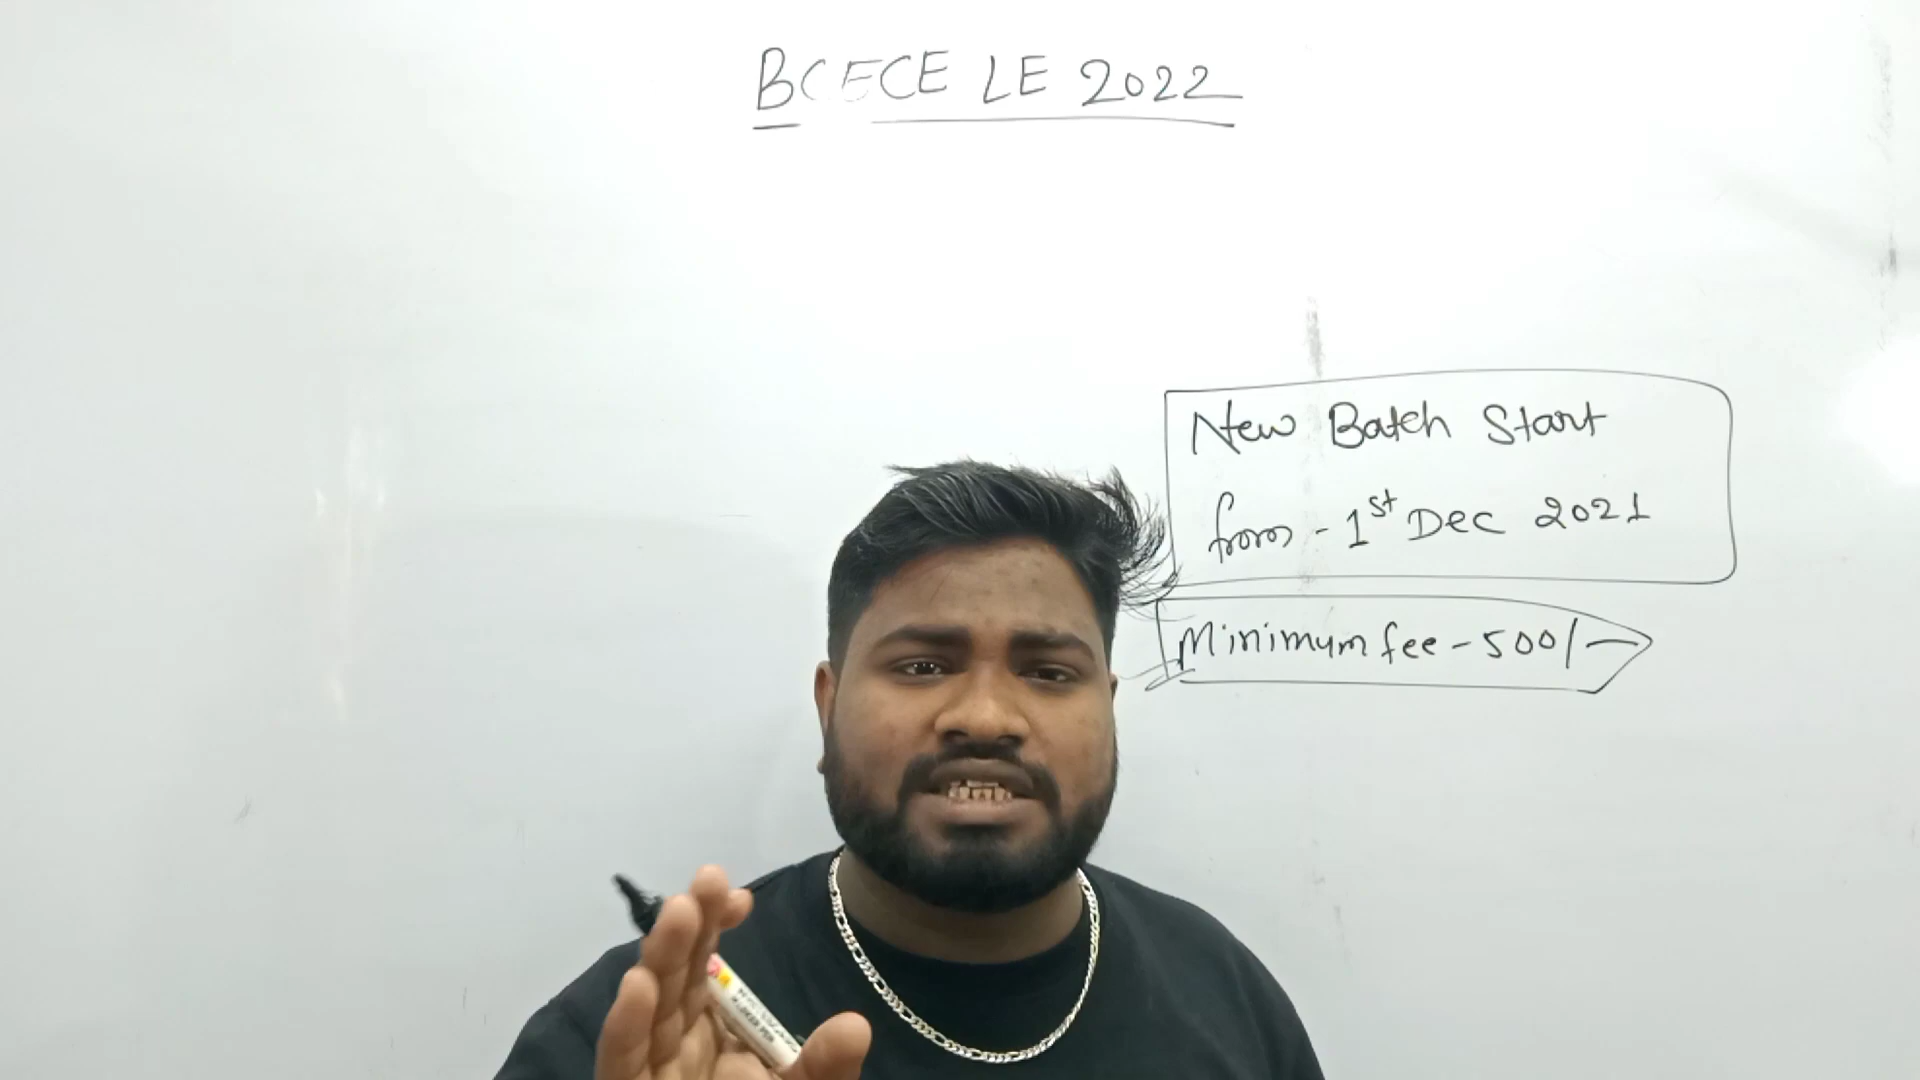 BCECE LE 2022
New Batch Start
from - 1st Dec 2021
Minimum fee - 500/-